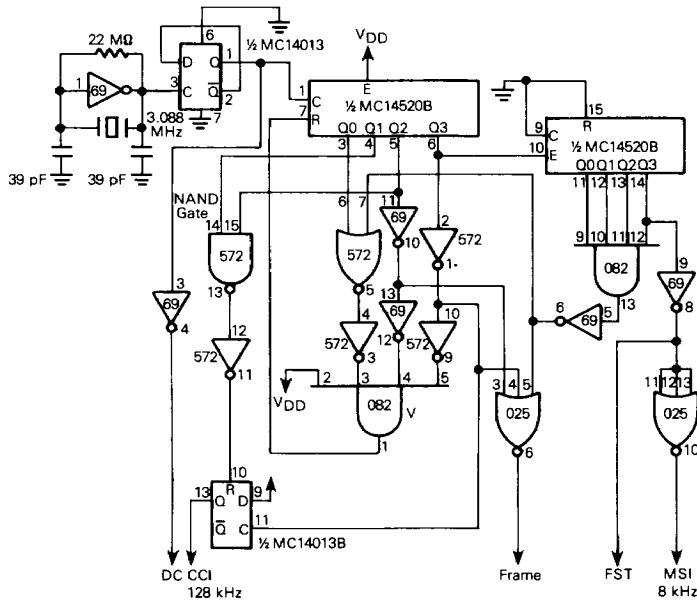 22 MΩ
½ MC14013
6
D Q 1
C Q̅ 2
3
7
1 69
3.088
MHz
39 pF 39 pF
VDD
E
1 C
7 R
½ MC14520B
Q0 Q1 Q2 Q3
3 4 5 6
15
R
9 C
10 E
½ MC14520B
Q0 Q1 Q2 Q3
11 12 13 14
NAND
Gate
14 15
572
13
6 7
572
5
11
69
10
2
572
1-
9 10 11 12
082
13
6 69 5
9
69
8
3
69
4
12
572
11
4
572
3
13
69
12
10
572
9
VDD
2 3 4 5
082 V
1
3 4 5
025
6
11 12 13
025
10
10
13 R 9
Q D
Q̅ C 11
½ MC14013B
DC CCI
128 kHz
Frame
FST
MSI
8 kHz